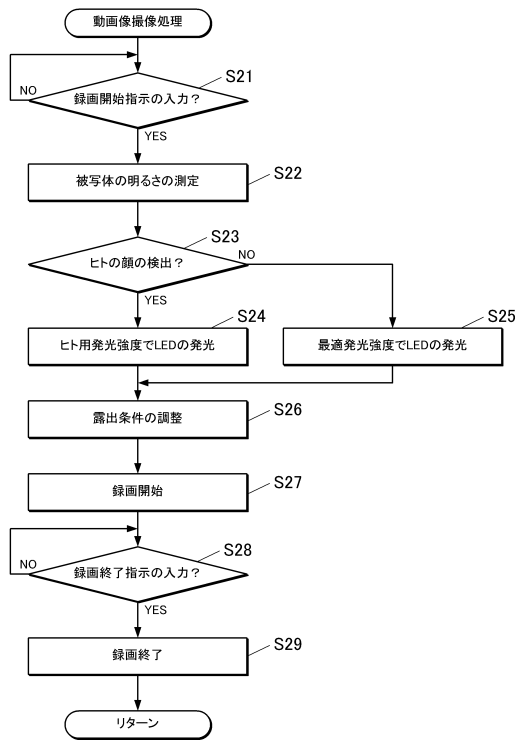 動画像撮像処理
S21
録画開始指示の入力？
NO
YES
被写体の明るさの測定
S22
S23
ヒトの顔の検出？
NO
YES
S24
ヒト用発光強度でLEDの発光
S25
最適発光強度でLEDの発光
露出条件の調整
S26
録画開始
S27
S28
録画終了指示の入力？
NO
YES
録画終了
S29
リターン